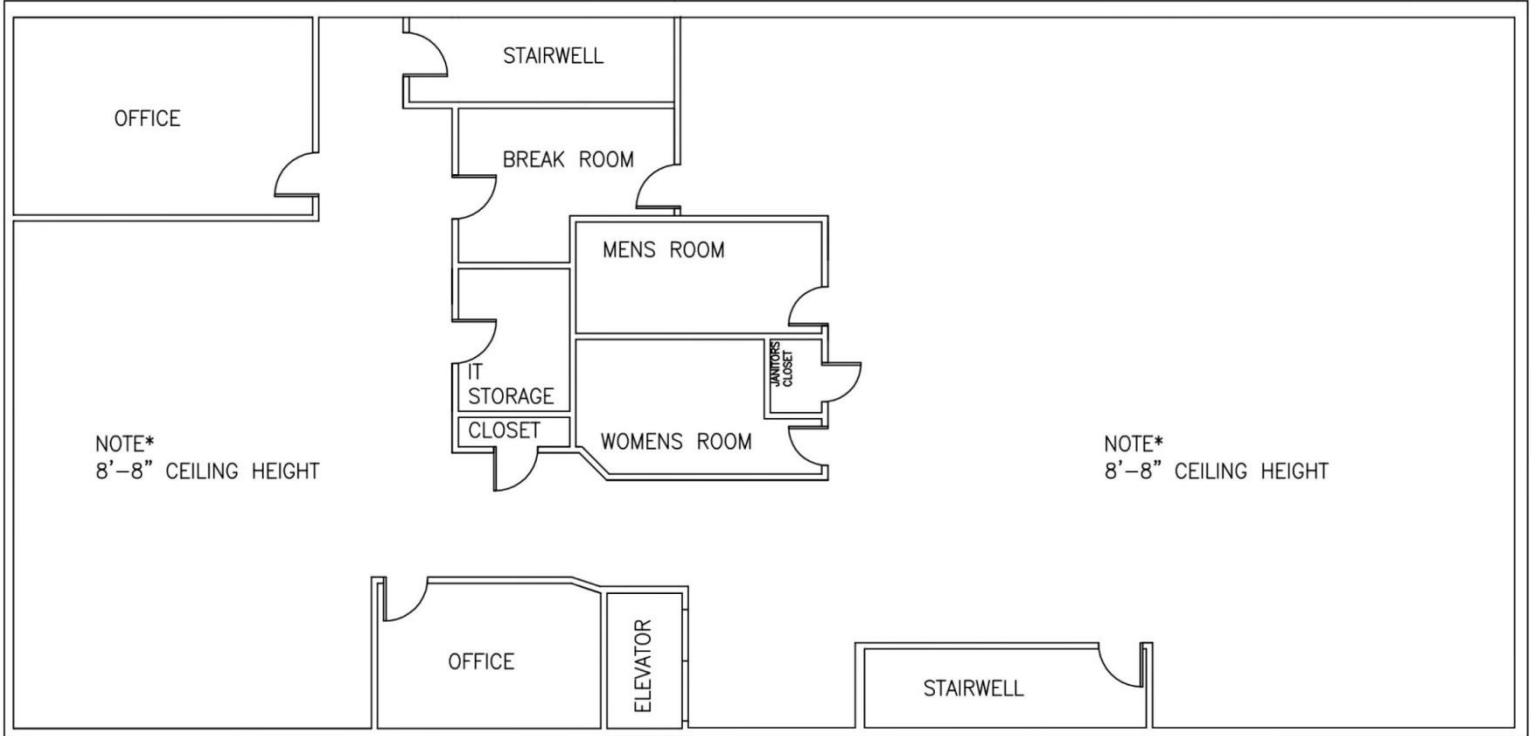 STAIRWELL
OFFICE
BREAK ROOM
MENS ROOM
JANITORS
CLOSET
IT
STORAGE
CLOSET
WOMENS ROOM
NOTE*
8'-8" CEILING HEIGHT
NOTE*
8'-8" CEILING HEIGHT
OFFICE
ELEVATOR
STAIRWELL